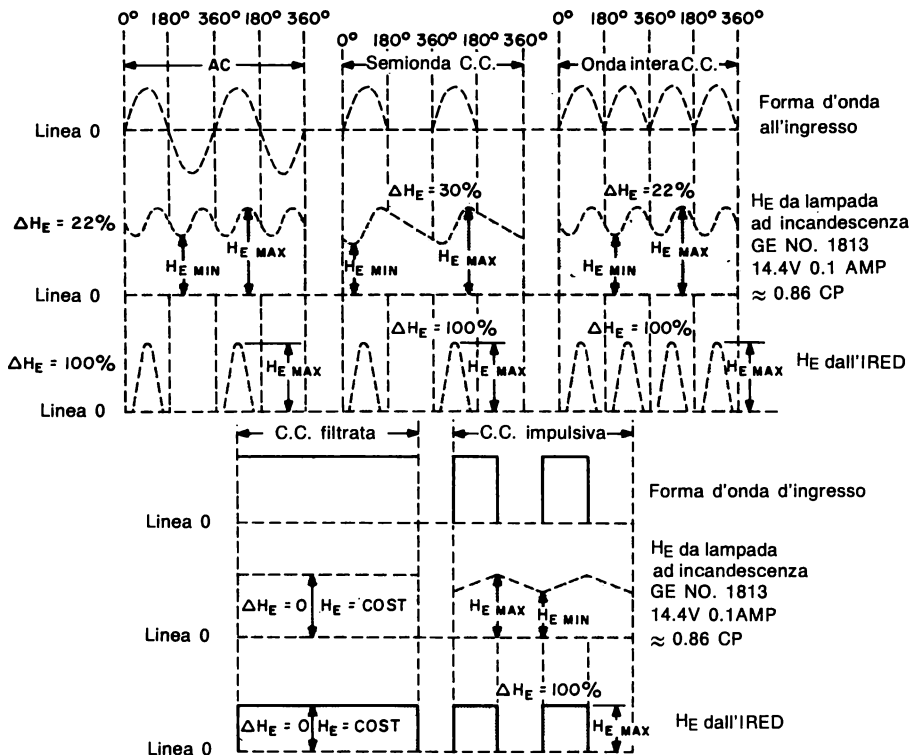 0° 180° 360° 180° 360°
0° 180° 360° 180° 360°
0° 180° 360° 180° 360°
AC
Semionda C.C.
Onda intera C.C.
Linea 0
Forma d'onda
all'ingresso
ΔHE = 22%
HE MIN
HE MAX
ΔHE = 30%
HE MIN
HE MAX
ΔHE = 22%
HE MIN
HE MAX
HE da lampada
ad incandescenza
GE NO. 1813
14.4V 0.1 AMP
≈ 0.86 CP
Linea 0
ΔHE = 100%
HE MAX
ΔHE = 100%
HE MAX
ΔHE = 100%
HE MAX
HE dall'IRED
Linea 0
C.C. filtrata
C.C. impulsiva
Forma d'onda d'ingresso
Linea 0
ΔHE = 0 HE = COST
HE MAX
HE MIN
HE da lampada
ad incandescenza
GE NO. 1813
14.4V 0.1AMP
≈ 0.86 CP
Linea 0
ΔHE = 100%
ΔHE = 0 HE = COST
HE MAX
HE dall'IRED
Linea 0